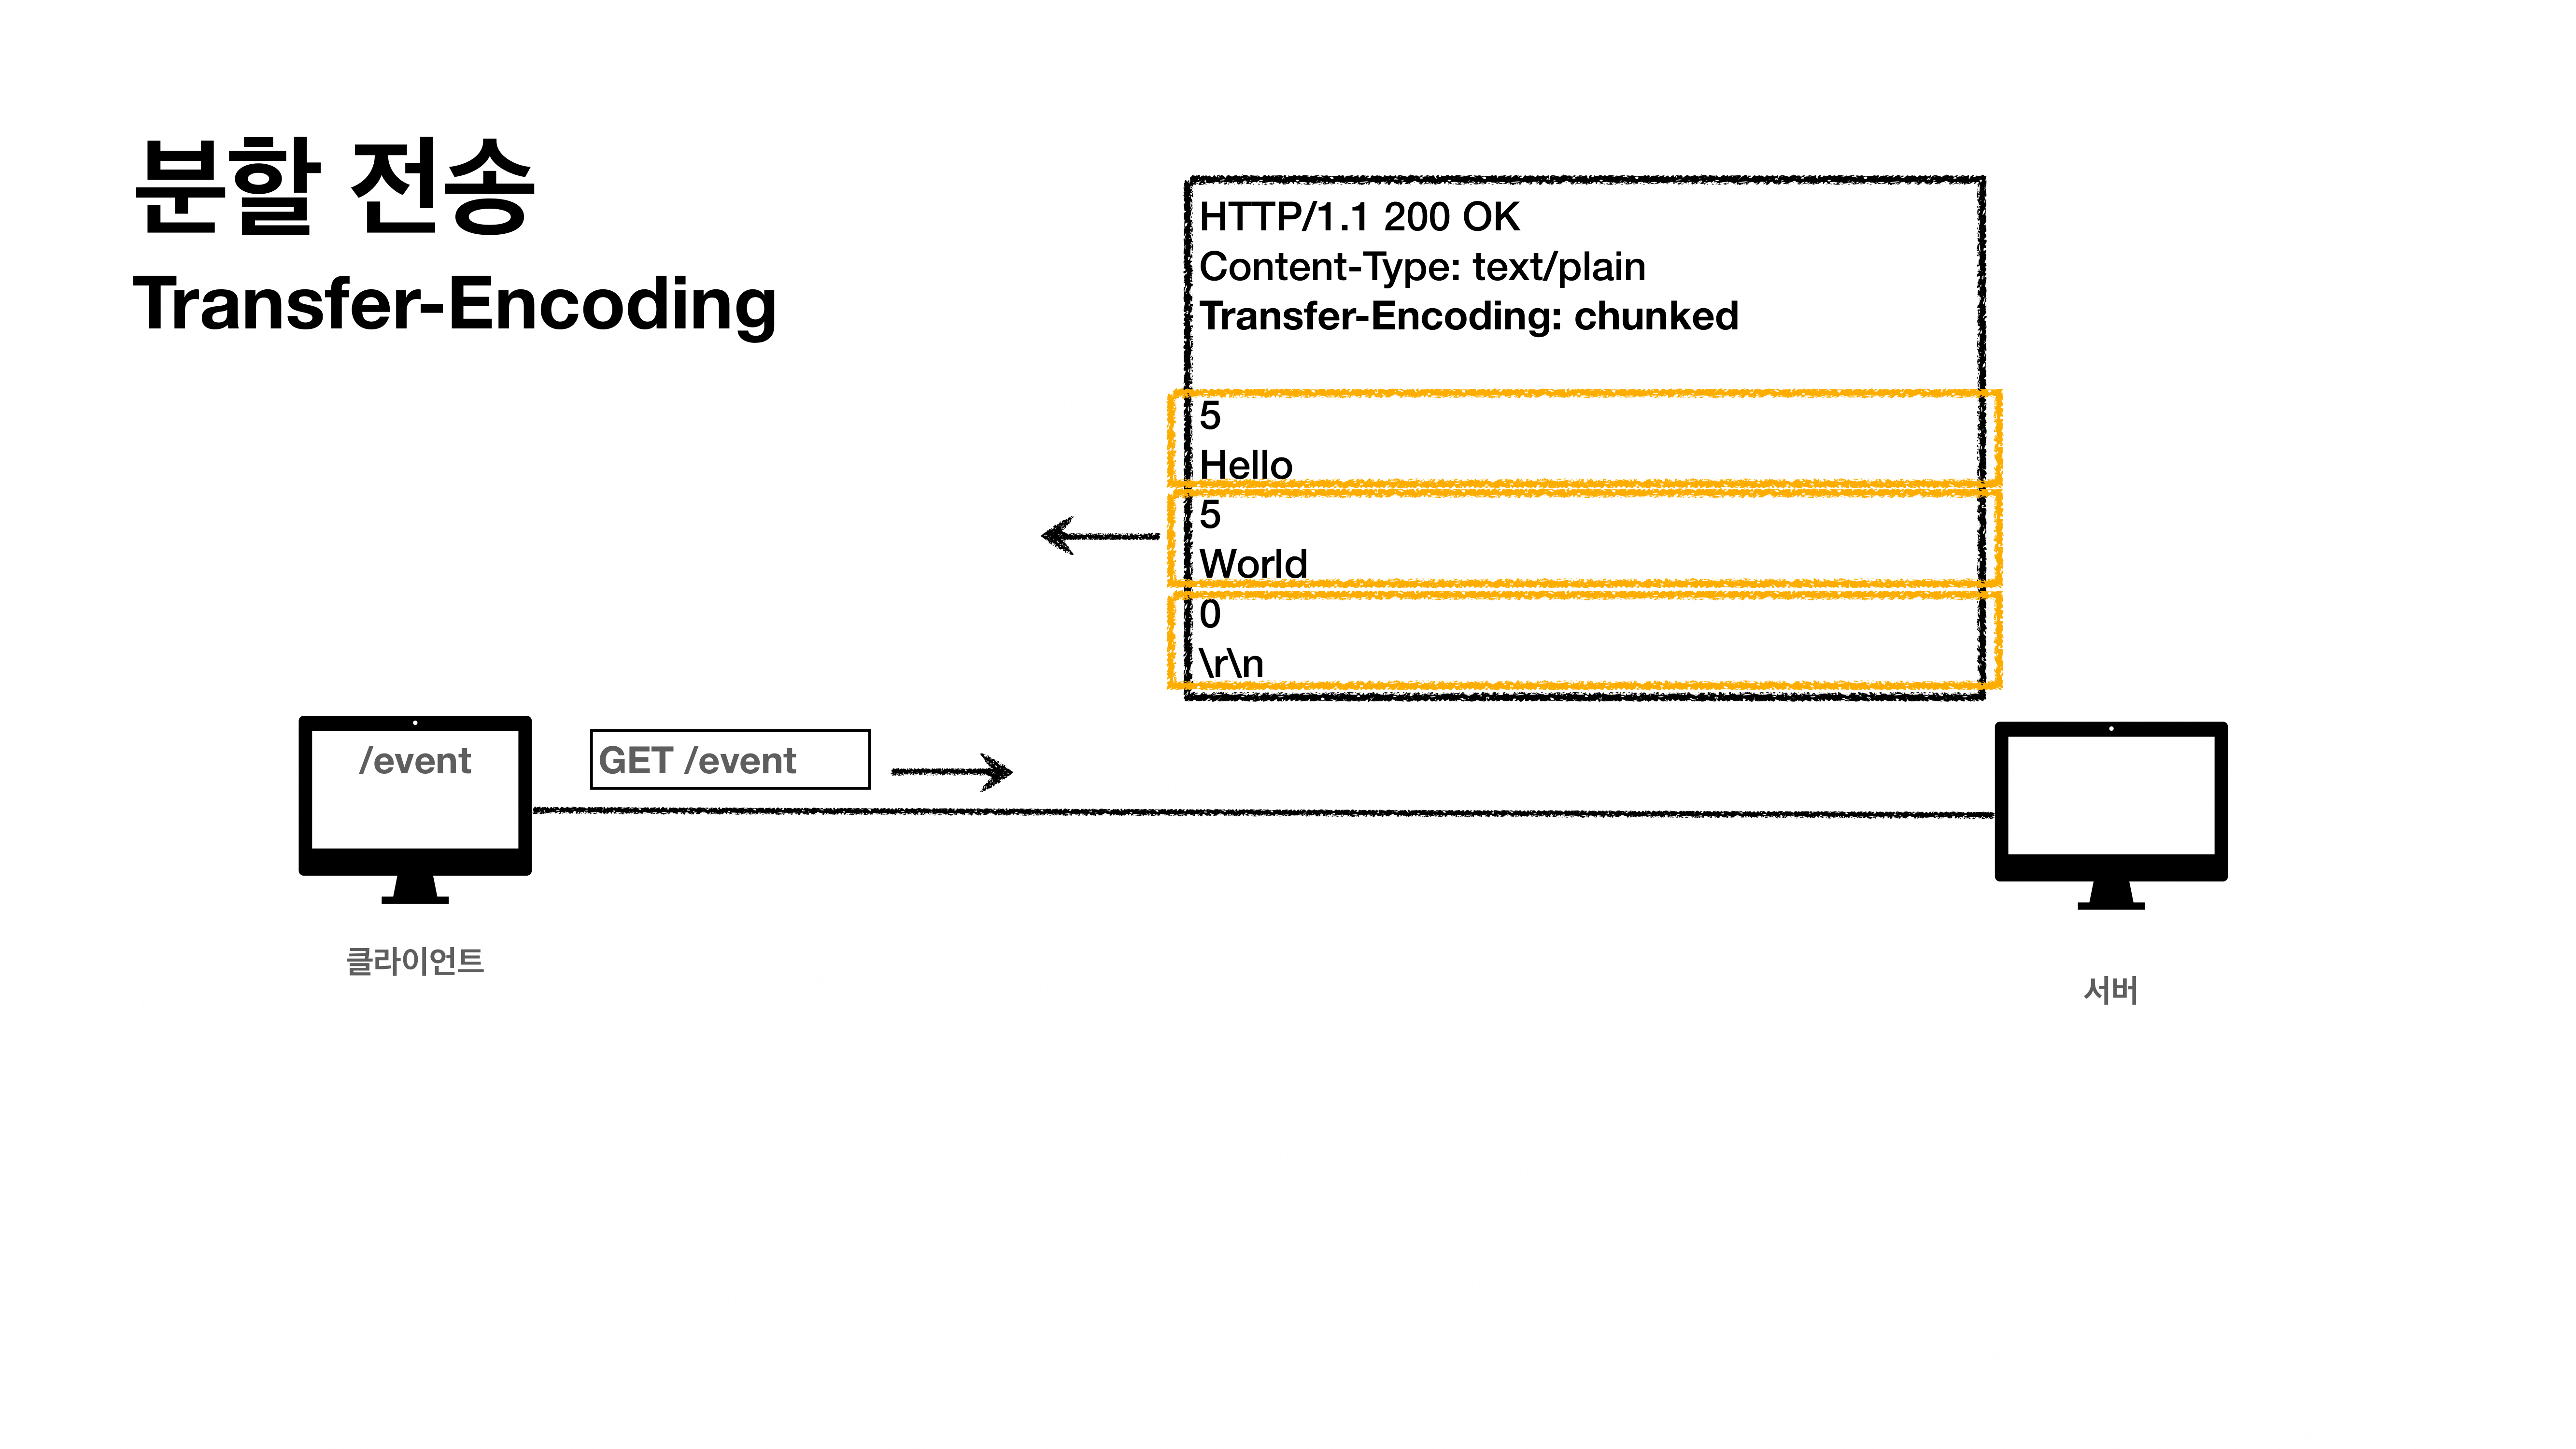 분할 전송
Transfer-Encoding
HTTP/1.1 200 OK
Content-Type: text/plain
Transfer-Encoding: chunked
5
Hello
5
World
0
\r\n
/event
GET /event
클라이언트
서버